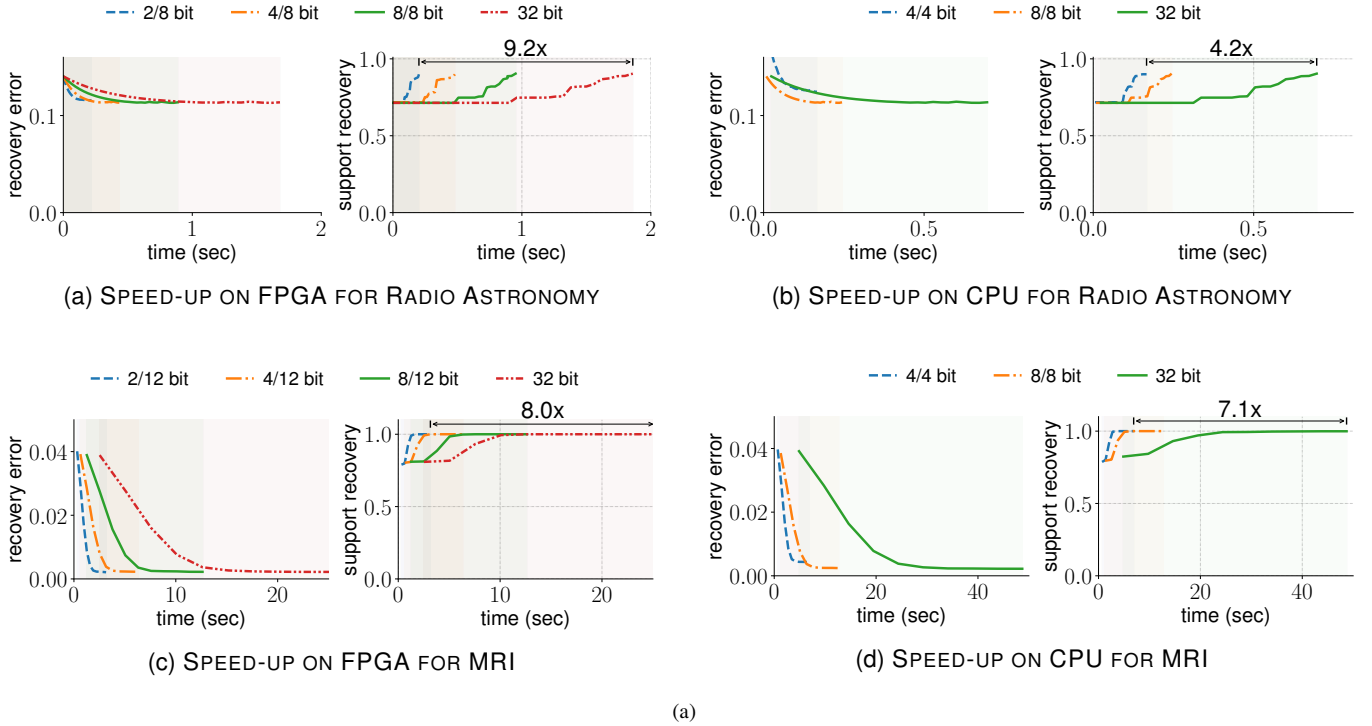 2/8 bit 4/8 bit 8/8 bit 32 bit
recovery error
0.1
0.0
0 1 2
time (sec)
support recovery
1.0
0.5
0.0
9.2x
0 1 2
time (sec)
(a) SPEED-UP ON FPGA FOR RADIO ASTRONOMY
4/4 bit 8/8 bit 32 bit
recovery error
0.1
0.0
0.0 0.5
time (sec)
support recovery
1.0
0.5
0.0
4.2x
0.0 0.5
time (sec)
(b) SPEED-UP ON CPU FOR RADIO ASTRONOMY
2/12 bit 4/12 bit 8/12 bit 32 bit
recovery error
0.04
0.02
0.00
0 10 20
time (sec)
support recovery
1.0
0.5
0.0
8.0x
0 10 20
time (sec)
(c) SPEED-UP ON FPGA FOR MRI
4/4 bit 8/8 bit 32 bit
recovery error
0.04
0.02
0.00
0 20 40
time (sec)
support recovery
1.0
0.5
0.0
7.1x
0 20 40
time (sec)
(d) SPEED-UP ON CPU FOR MRI
(a)